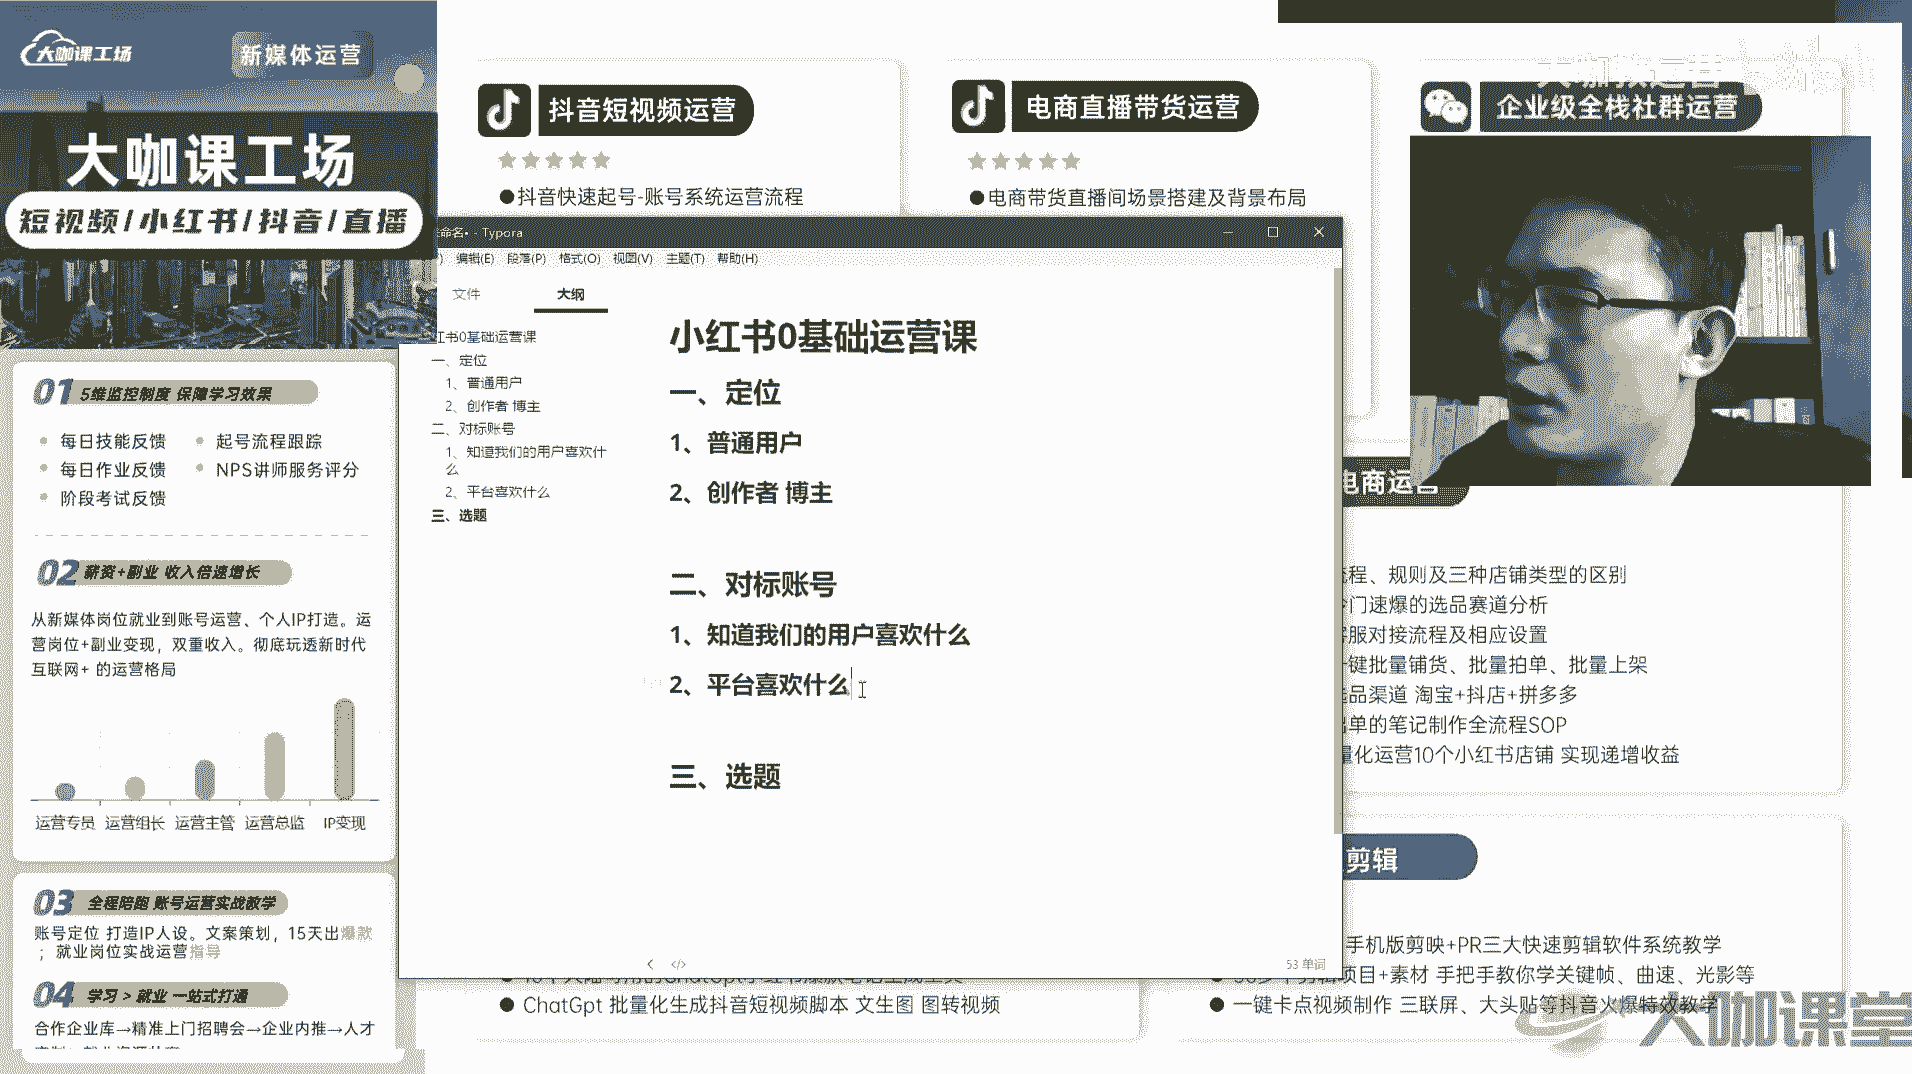 大咖课工场
新媒体运营
大咖课工场
短视频/小红书/抖音/直播
01 5维监控制度 保障学习效果
每日技能反馈 起号流程跟踪
每日作业反馈 NPS讲师服务评分
阶段考试反馈
02 薪资+副业 收入倍速增长
从新媒体岗位就业到账号运营、个人IP打造。运
营岗位+副业变现，双重收入。彻底玩透新时代
互联网+ 的运营格局
运营专员 运营组长 运营主管 运营总监 IP变现
03 全程陪跑 账号运营实战教学
账号定位 打造IP人设。文案策划，15天出爆款
；就业岗位实战运营指导
04 学习 > 就业 一站式打通
合作企业库→精准上门招聘会→企业内推→人才
抖音短视频运营
●抖音快速起号-账号系统运营流程
电商直播带货运营
●电商带货直播间场景搭建及背景布局
企业级全栈社群运营
命名• - Typora
编辑(E) 段落(P) 格式(O) 视图(V) 主题(T) 帮助(H)
文件 大纲
红书0基础运营课
一、定位
1、普通用户
2、创作者 博主
二、对标账号
1、知道我们的用户喜欢什
么
2、平台喜欢什么
三、选题
小红书0基础运营课
一、定位
1、普通用户
2、创作者 博主
二、对标账号
1、知道我们的用户喜欢什么
2、平台喜欢什么
三、选题
53 单词
电商运营
流程、规则及三种店铺类型的区别
冷门速爆的选品赛道分析
客服对接流程及相应设置
一键批量铺货、批量拍单、批量上架
选品渠道 淘宝+抖店+拼多多
出单的笔记制作全流程SOP
量化运营10个小红书店铺 实现递增收益
剪辑
手机版剪映+PR三大快速剪辑软件系统教学
项目+素材 手把手教你学关键帧、曲速、光影等
●一键卡点视频制作 三联屏、大头贴等抖音火爆特效教学
●ChatGpt 批量化生成抖音短视频脚本 文生图 图转视频
大咖课堂